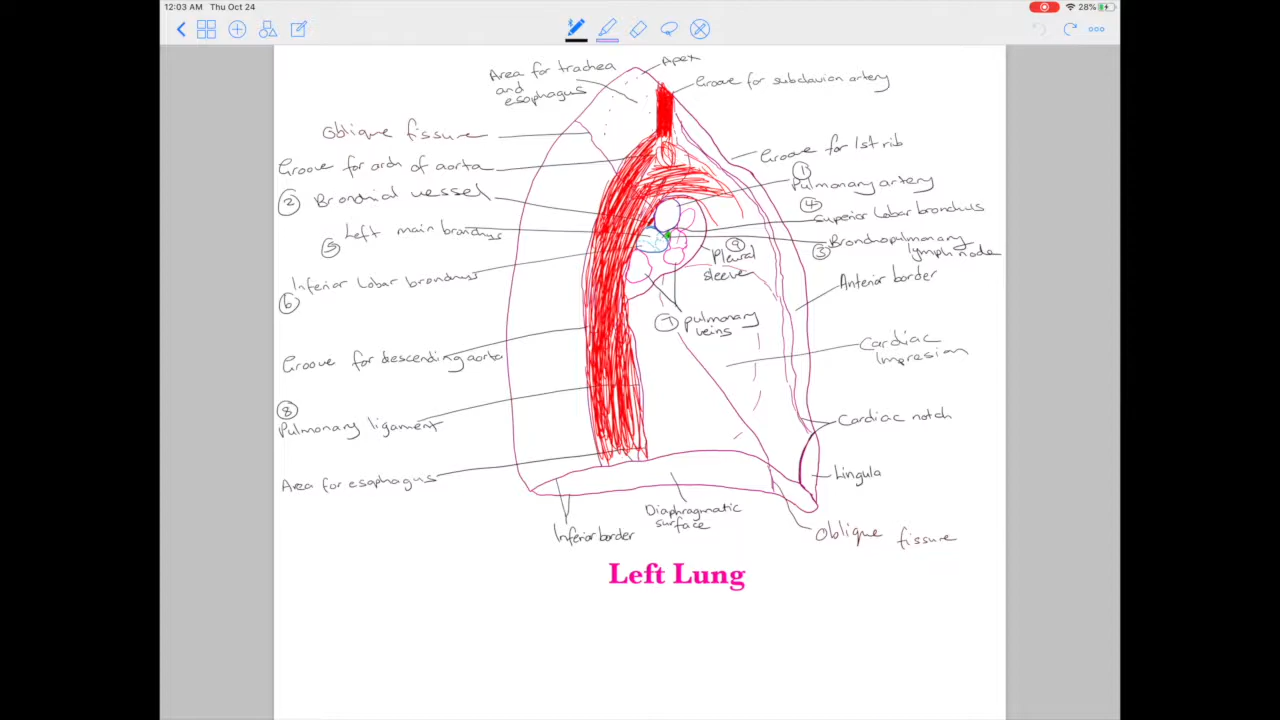 12:03 AM Thu Oct 24
28%
Apex
Area for trachea
and
esophagus
Groove for subclavian artery
Oblique fissure
Groove for 1st rib
Groove for arch of aorta
1
Pulmonary artery
2 Bronchial vessel
4
Superior lobar bronchus
Left main bronchus
5
3 Bronchopulmonary
lymph node
9
Pleural
sleeve
Anterior border
Inferior lobar bronchus
6
7 pulmonary
veins
Cardiac
Impresion
Groove for descending aorta
8
Pulmonary ligament
Cardiac notch
Area for esophagus
Lingula
Diaphragmatic
surface
Inferior border
Oblique fissure
Left Lung